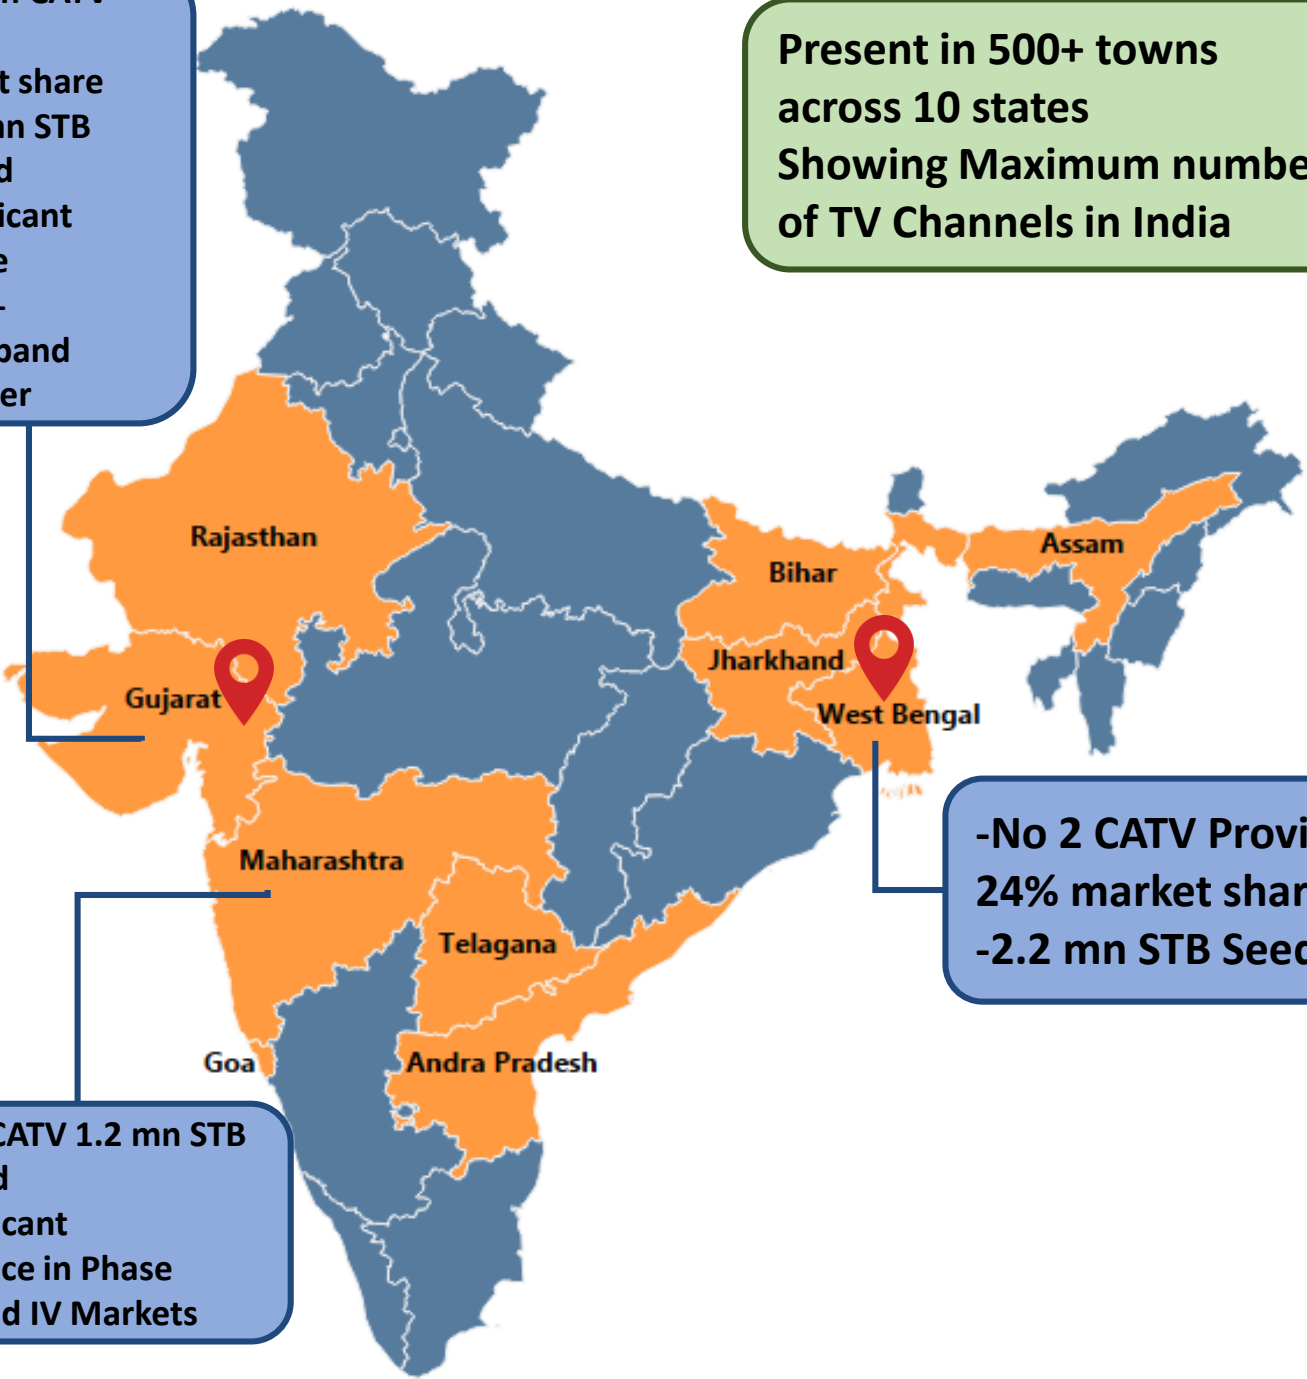 CATV
t share
n STB
d
icant
e
-
band
er
Present in 500+ towns
across 10 states
Showing Maximum numbe
of TV Channels in India
Rajasthan
Assam
Bihar
Jharkhand
Gujarat
West Bengal
Maharashtra
-No 2 CATV Provi
24% market shar
-2.2 mn STB Seed
Telagana
Goa
Andra Pradesh
CATV 1.2 mn STB
d
cant
ce in Phase
d IV Markets